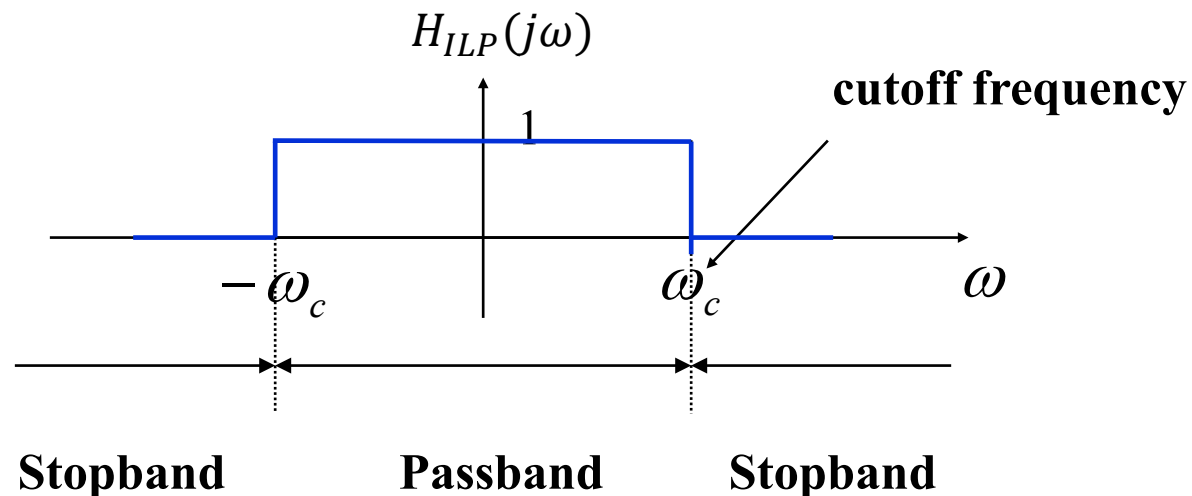 H_{ILP}(jω)
cutoff frequency
1
−ω_c
ω_c
ω
Stopband
Passband
Stopband